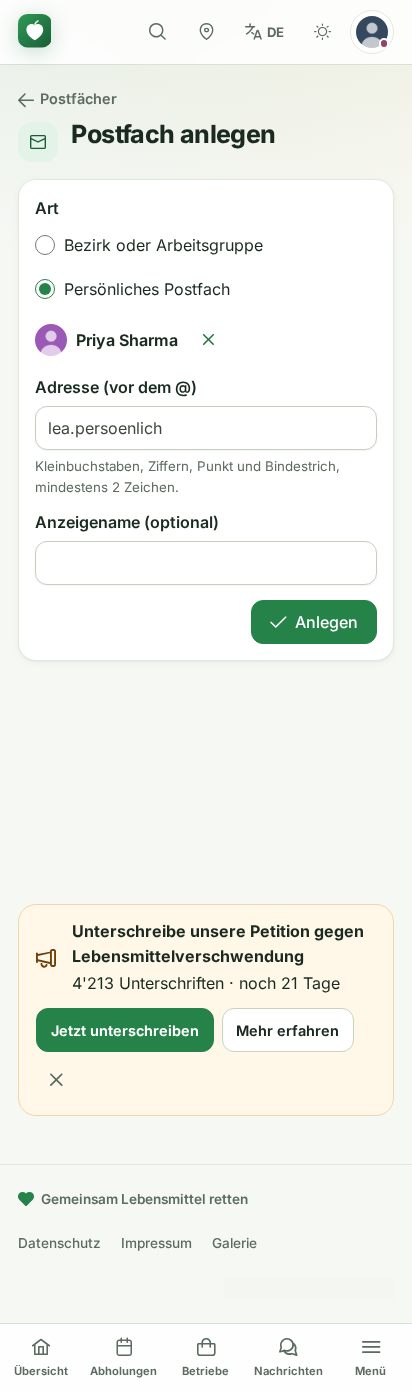 DE
Postfächer
Postfach anlegen
Art
Bezirk oder Arbeitsgruppe
Persönliches Postfach
Priya Sharma
Adresse (vor dem @)
lea.persoenlich
Kleinbuchstaben, Ziffern, Punkt und Bindestrich,
mindestens 2 Zeichen.
Anzeigename (optional)
Anlegen
Unterschreibe unsere Petition gegen
Lebensmittelverschwendung
4'213 Unterschriften · noch 21 Tage
Jetzt unterschreiben Mehr erfahren
Gemeinsam Lebensmittel retten
Datenschutz Impressum Galerie
Übersicht Abholungen Betriebe Nachrichten Menü